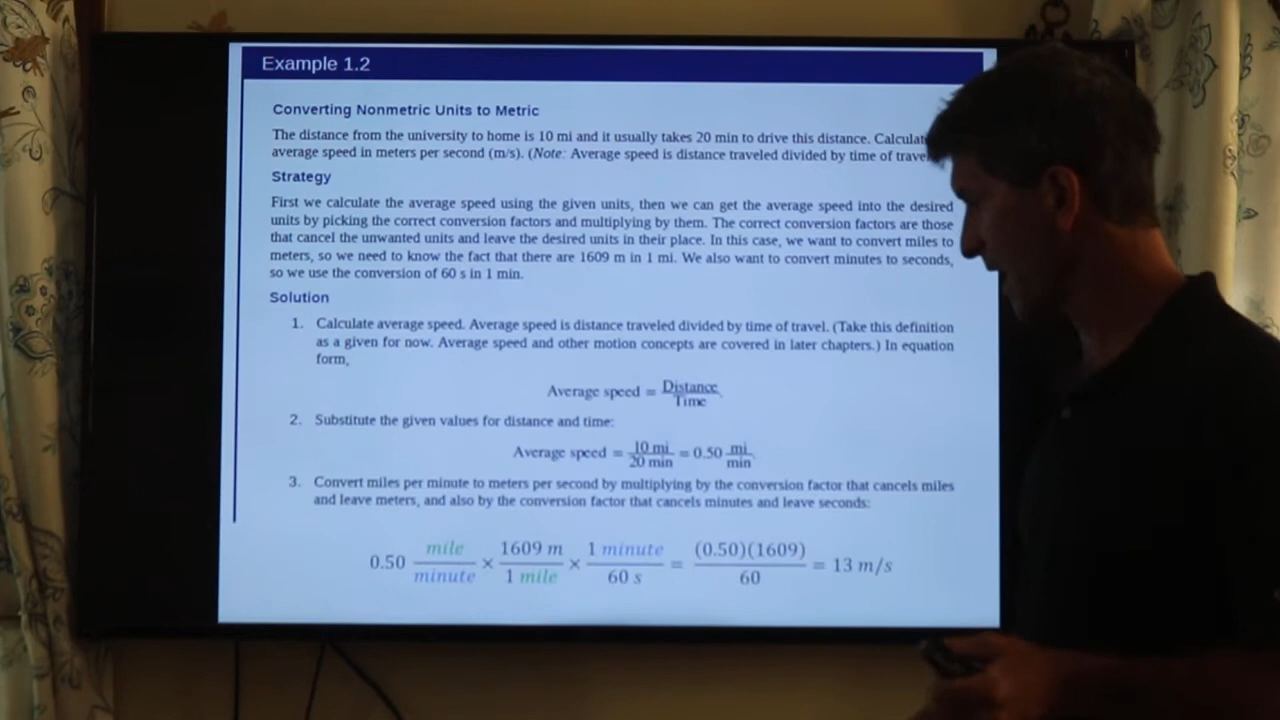 Example 1.2
Converting Nonmetric Units to Metric
The distance from the university to home is 10 mi and it usually takes 20 min to drive this distance.
average speed in meters per second (m/s). (Note: Average speed is distance traveled divided by time of
Strategy
First we calculate the average speed using the given units, then we can get the average speed into the desired
units by picking the correct conversion factors and multiplying by them. The correct conversion factors are those
that cancel the unwanted units and leave the desired units in their place. In this case, we want to convert miles to
meters, so we need to know the fact that there are 1609 m in 1 mi. We also want to convert minutes to seconds,
so we use the conversion of 60 s in 1 min.
Solution
1. Calculate average speed. Average speed is distance traveled divided by time of travel. (Take this definition
as a given for now. Average speed and other motion concepts are covered in later chapters.) In equation
form,
Average speed = Distance / Time
2. Substitute the given values for distance and time:
Average speed = 10 mi / 20 min = 0.50 mi / min
3. Convert miles per minute to meters per second by multiplying by the conversion factor that cancels miles
and leave meters, and also by the conversion factor that cancels minutes and leave seconds:
0.50 mile / minute × 1609 m / 1 mile × 1 minute / 60 s = (0.50)(1609) / 60 = 13 m/s